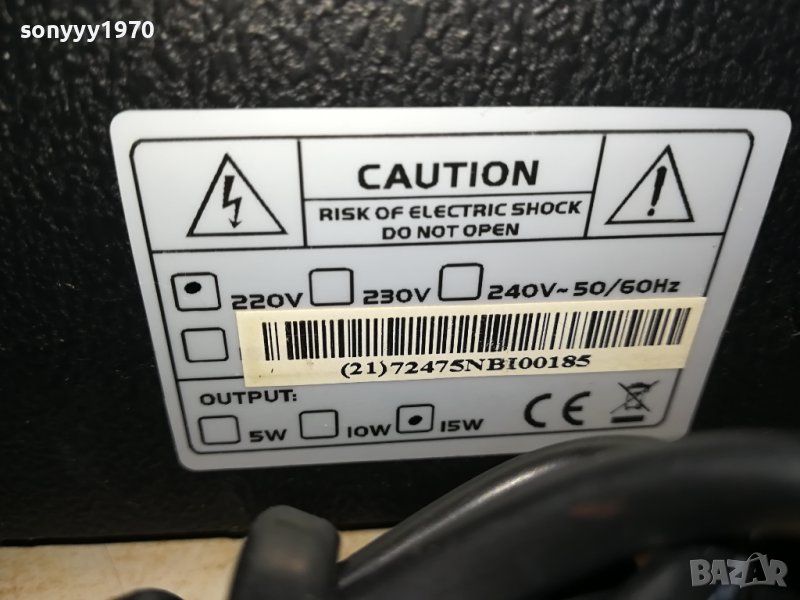 sonyyy1970
CAUTION
RISK OF ELECTRIC SHOCK
DO NOT OPEN
220V 230V 240V~50/60Hz
(21)72475NBI00185
OUTPUT:
5W 10W 15W
CE
BAZAR